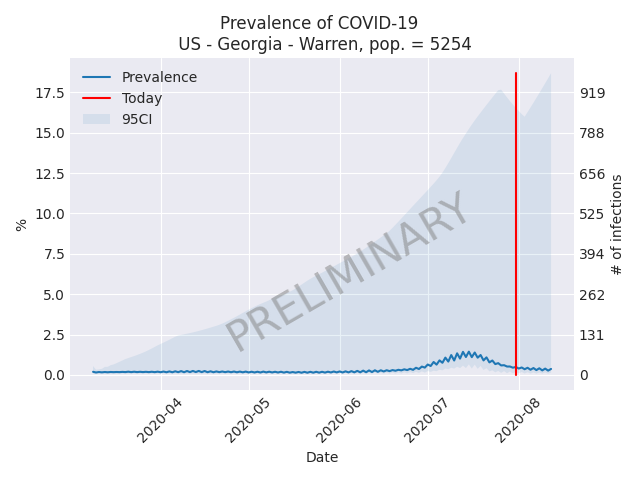 Prevalence of COVID-19
US - Georgia - Warren, pop. = 5254
Prevalence
Today
95CI
17.5
15.0
12.5
10.0
7.5
5.0
2.5
0.0
%
919
788
656
525
394
262
131
0
# of infections
PRELIMINARY
2020-04
2020-05
2020-06
2020-07
2020-08
Date